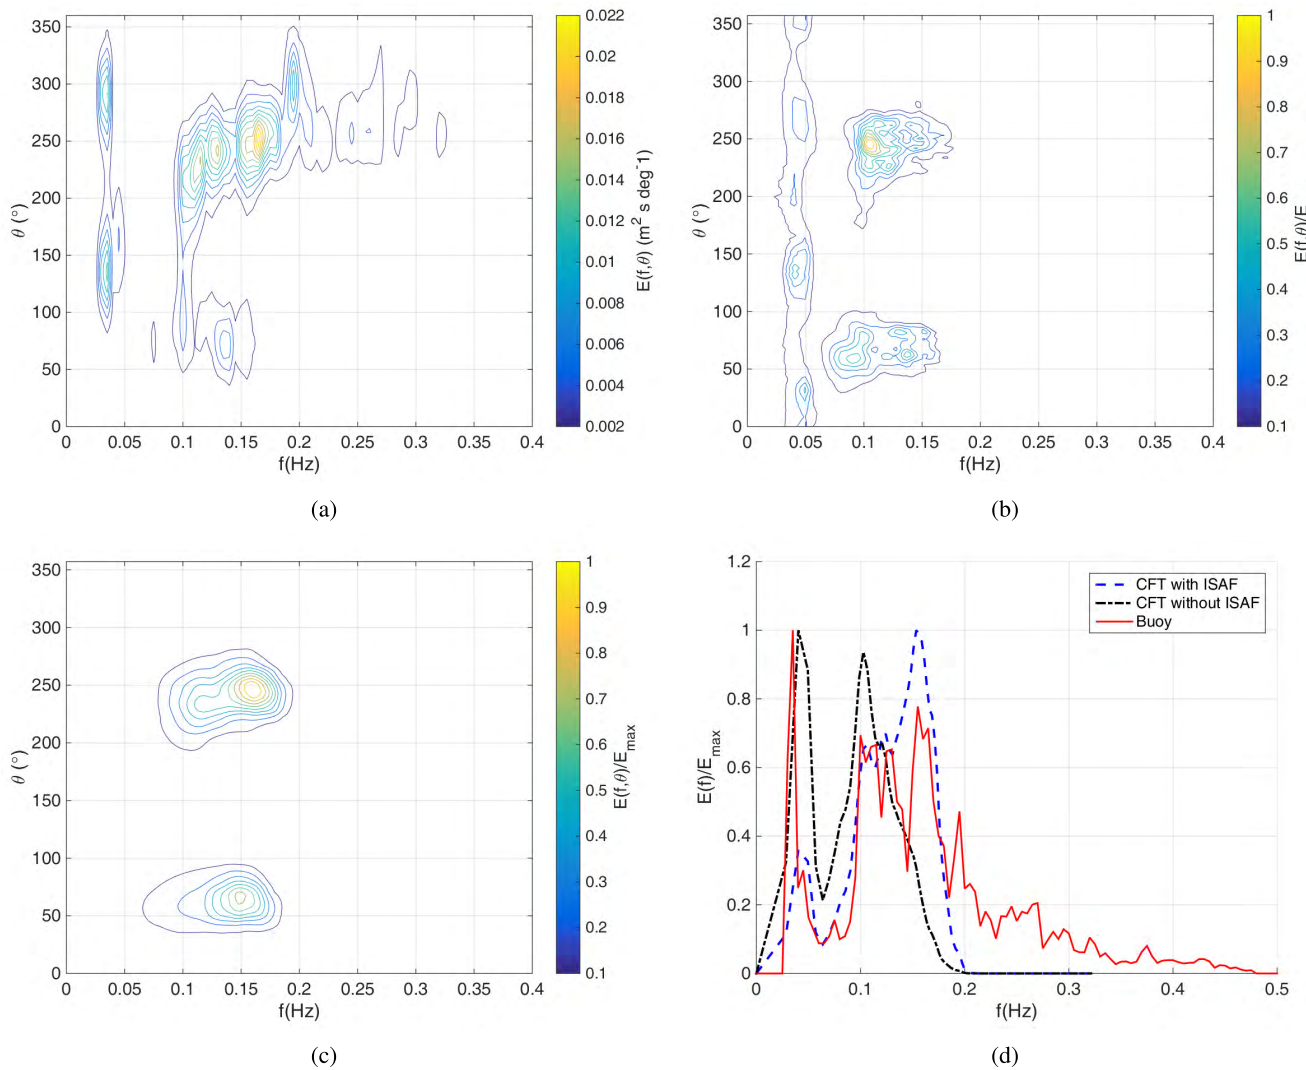 350
300
250
200
150
100
50
0
θ (°)
0 0.05 0.1 0.15 0.2 0.25 0.3 0.35 0.4
f(Hz)
0.022
0.02
0.018
0.016
0.014
0.012
0.01
0.008
0.006
0.004
0.002
E(f,θ) (m² s deg⁻¹)
(a)
350
300
250
200
150
100
50
0
θ (°)
0 0.05 0.1 0.15 0.2 0.25 0.3 0.35 0.4
f(Hz)
1
0.9
0.8
0.7
0.6
0.5
0.4
0.3
0.2
0.1
E(f,θ)/E
(b)
350
300
250
200
150
100
50
0
θ (°)
0 0.05 0.1 0.15 0.2 0.25 0.3 0.35 0.4
f(Hz)
1
0.9
0.8
0.7
0.6
0.5
0.4
0.3
0.2
0.1
E(f,θ)/Emax
(c)
1.2
1
0.8
0.6
0.4
0.2
0
E(f)/Emax
CFT with ISAF
CFT without ISAF
Buoy
0 0.1 0.2 0.3 0.4 0.5
f(Hz)
(d)